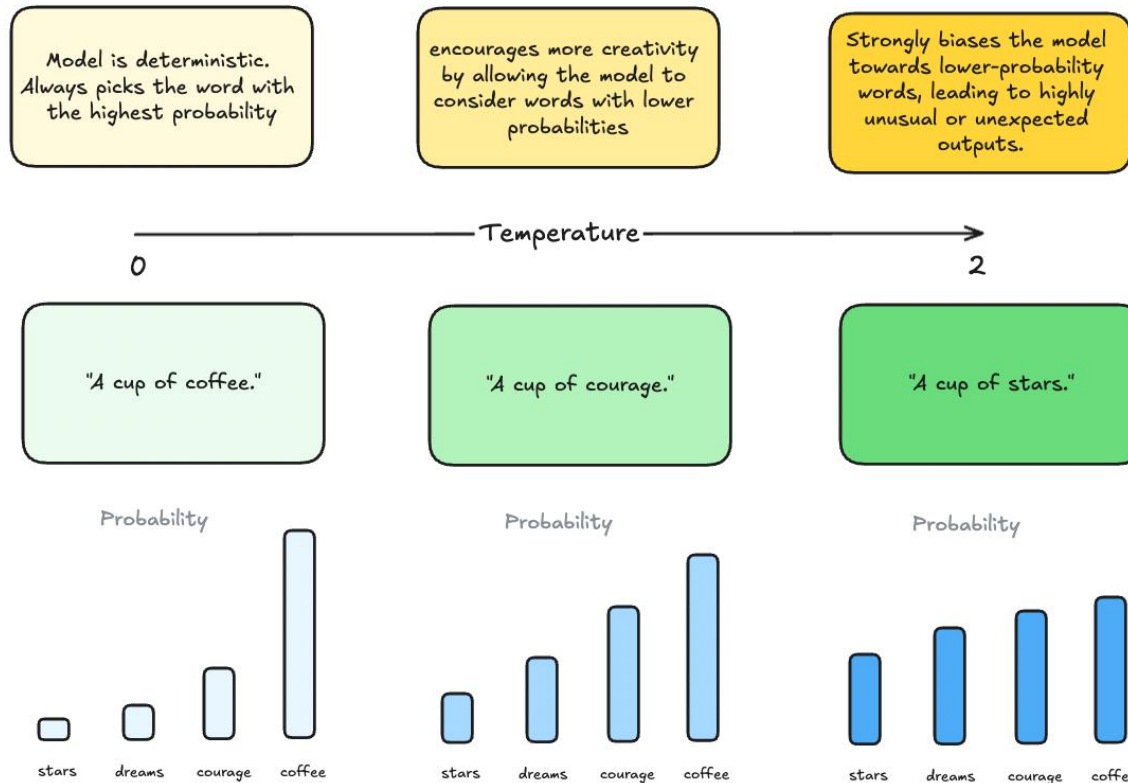 Model is deterministic.
Always picks the word with
the highest probability
encourages more creativity
by allowing the model to
consider words with lower
probabilities
Strongly biases the model
towards lower-probability
words, leading to highly
unusual or unexpected
outputs.
Temperature
0
2
"A cup of coffee."
"A cup of courage."
"A cup of stars."
Probability
Probability
Probability
stars dreams courage coffee
stars dreams courage coffee
stars dreams courage coffe